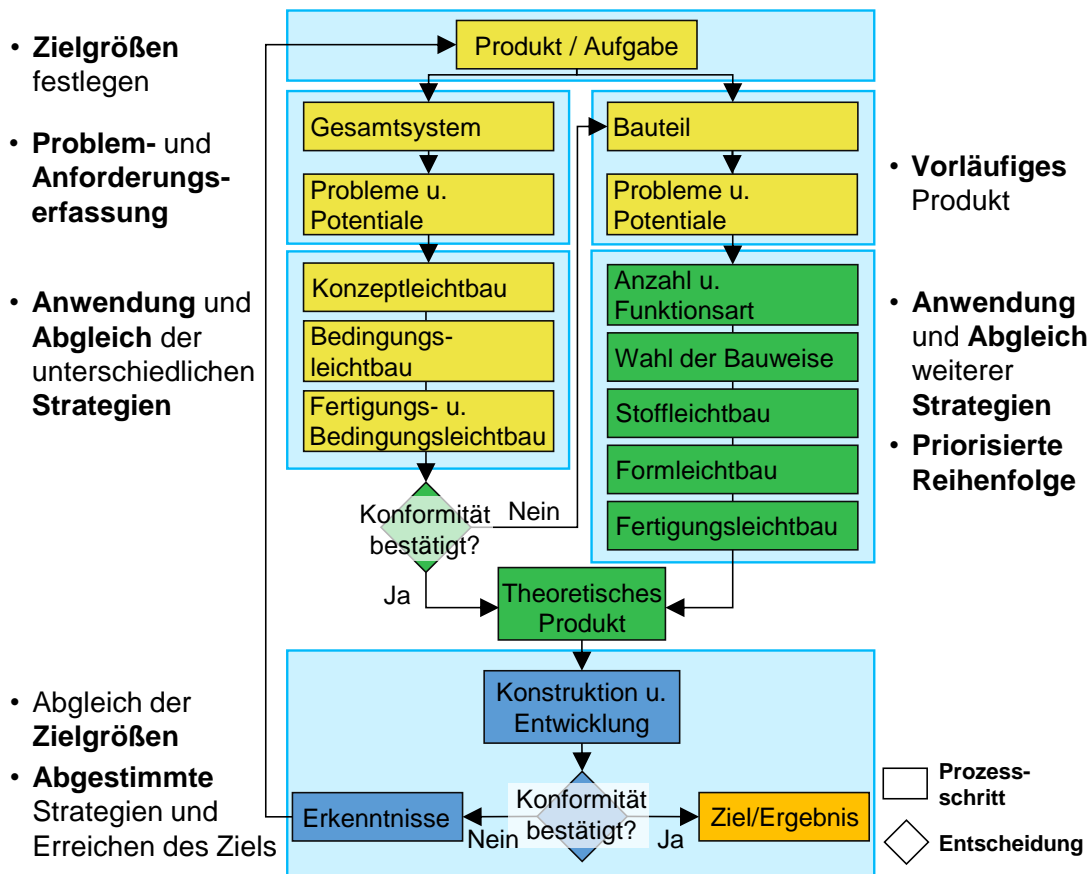 • Zielgrößen
festlegen
• Problem- und
Anforderungs-
erfassung
• Anwendung und
Abgleich der
unterschiedlichen
Strategien
• Abgleich der
Zielgrößen
• Abgestimmte
Strategien und
Erreichen des Ziels
Produkt / Aufgabe
Gesamtsystem
Probleme u.
Potentiale
Konzeptleichtbau
Bedingungs-
leichtbau
Fertigungs- u.
Bedingungsleichtbau
Konformität
bestätigt?
Nein
Ja
Bauteil
Probleme u.
Potentiale
Anzahl u.
Funktionsart
Wahl der Bauweise
Stoffleichtbau
Formleichtbau
Fertigungsleichtbau
Theoretisches
Produkt
Konstruktion u.
Entwicklung
Erkenntnisse
Nein
Konformität
bestätigt?
Ja
Ziel/Ergebnis
• Vorläufiges
Produkt
• Anwendung
und Abgleich
weiterer
Strategien
• Priorisierte
Reihenfolge
Prozess-
schritt
Entscheidung